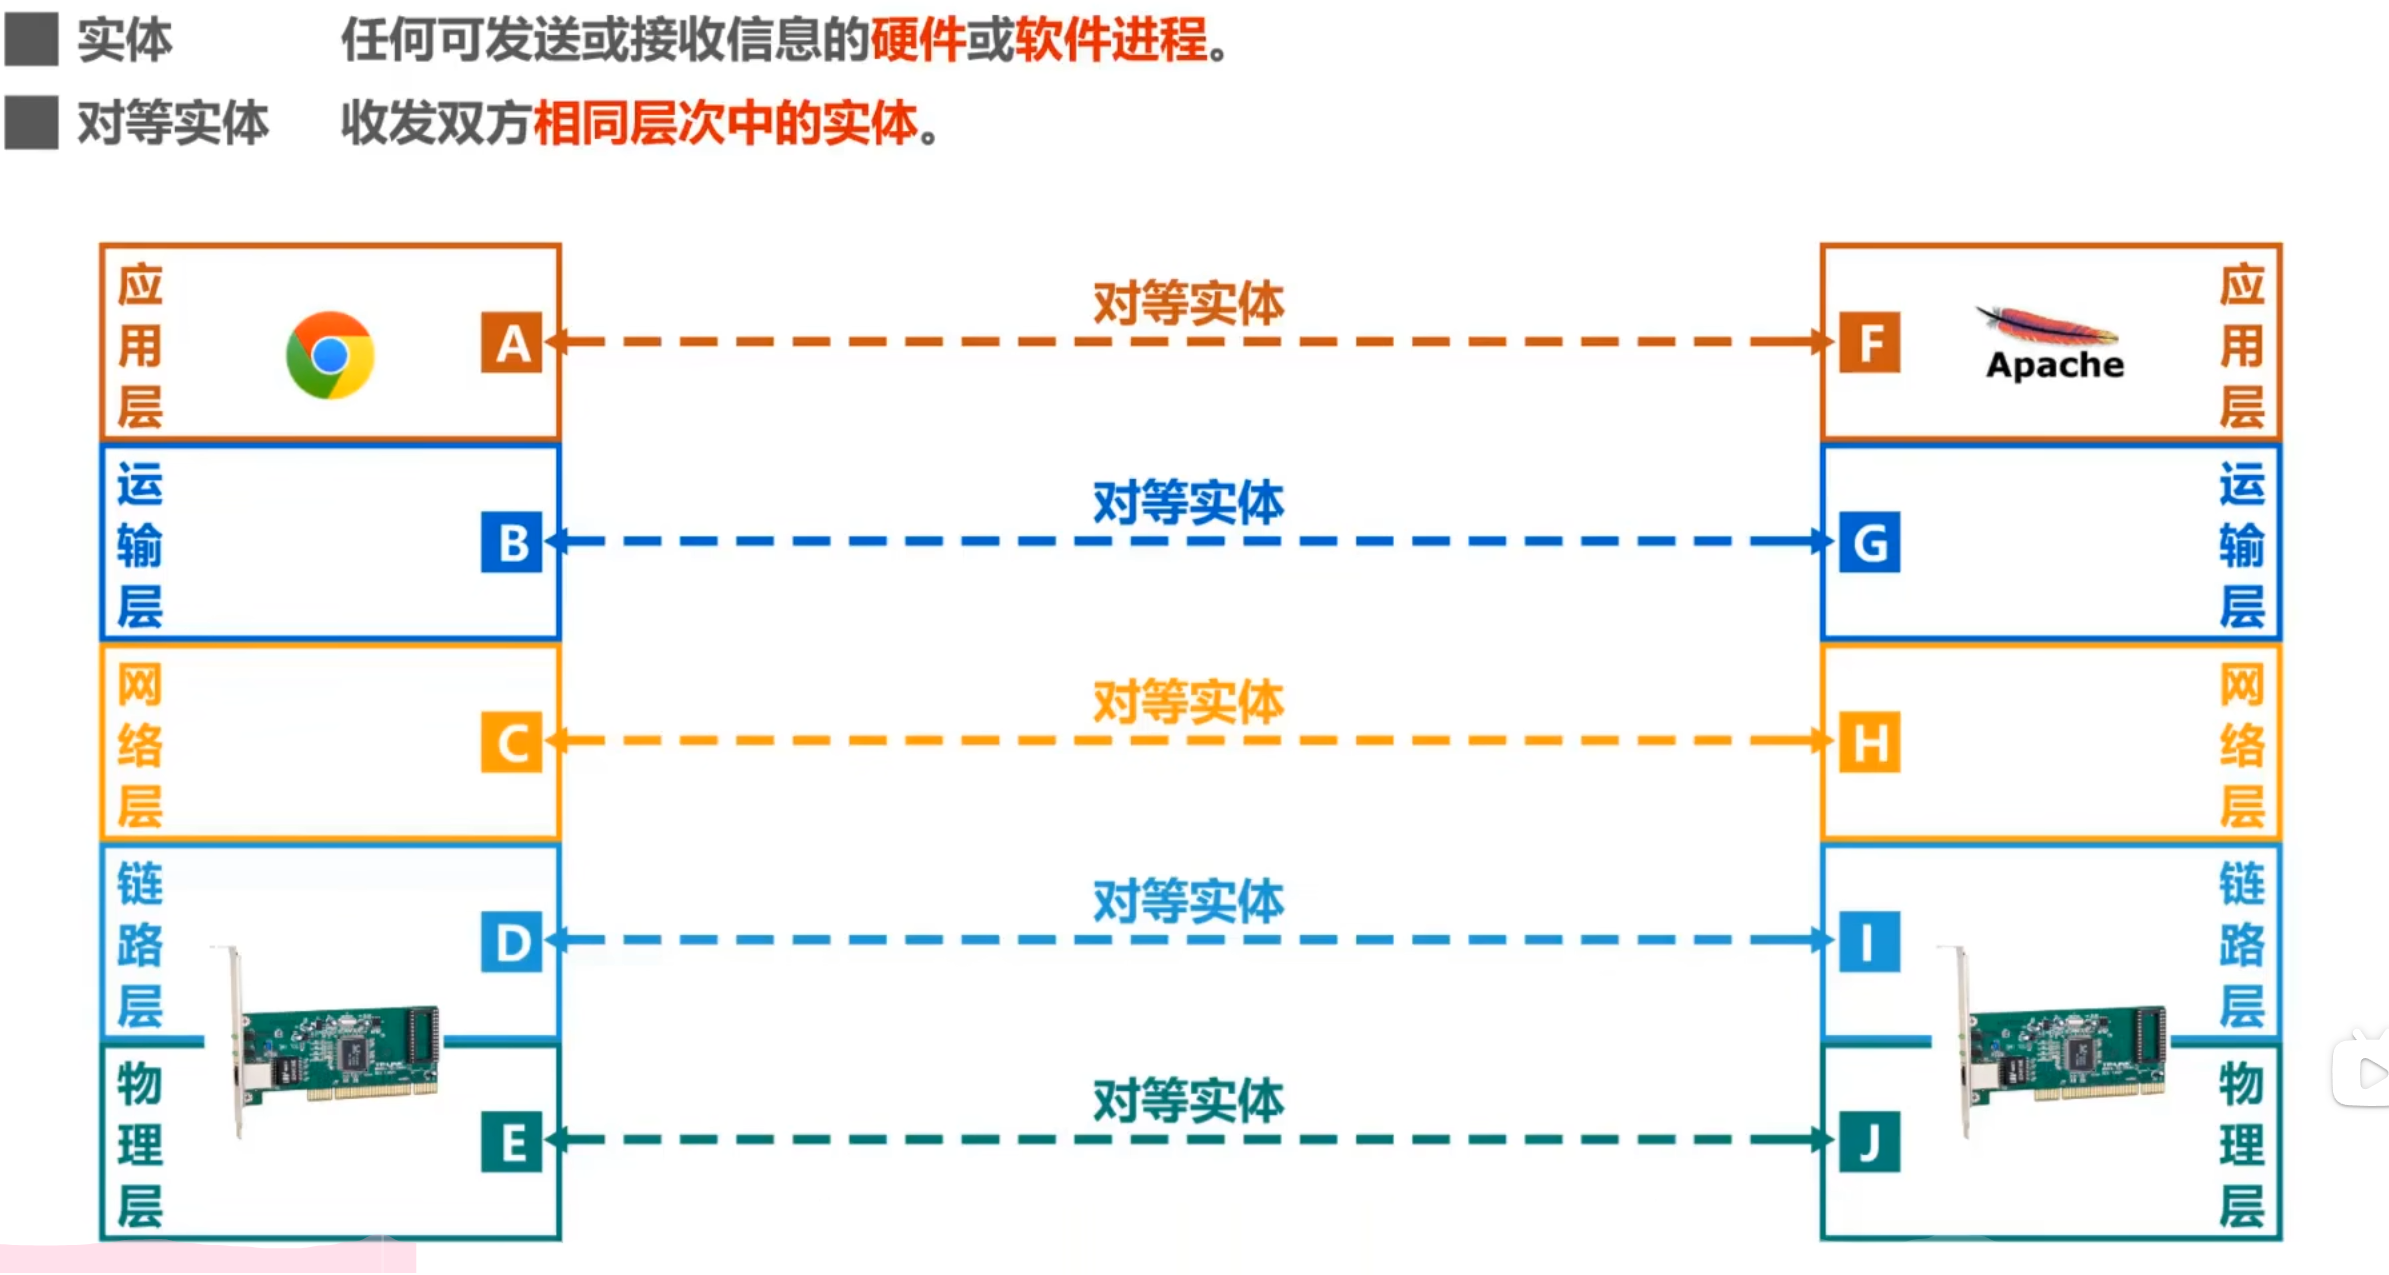 实体 任何可发送或接收信息的硬件或软件进程。
对等实体 收发双方相同层次中的实体。
应用层 A 对等实体 F Apache 应用层
运输层 B 对等实体 G 运输层
网络层 C 对等实体 H 网络层
链路层 D 对等实体 I 链路层
物理层 E 对等实体 J 物理层